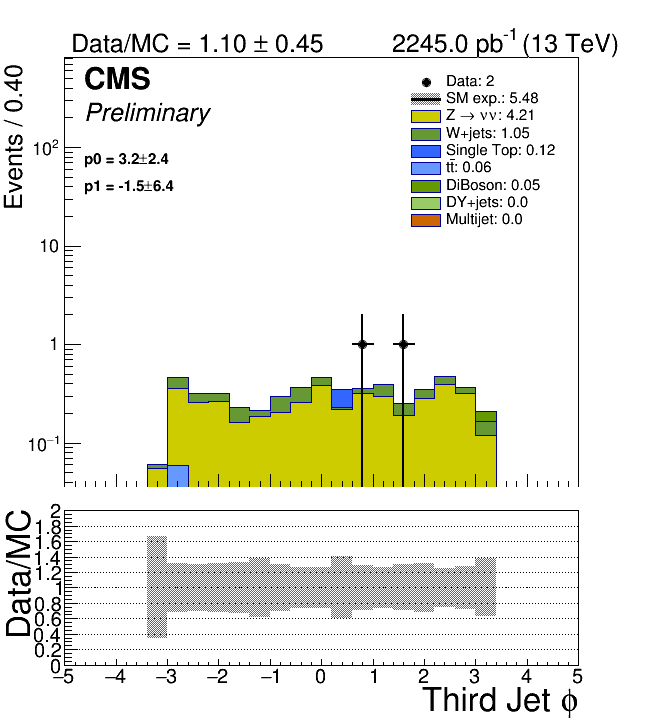 Data/MC = 1.10 ± 0.45 2245.0 pb⁻¹ (13 TeV)
CMS
Preliminary
p0 = 3.2±2.4
p1 = -1.5±6.4
Data: 2
SM exp.: 5.48
Z → νν: 4.21
W+jets: 1.05
Single Top: 0.12
tt̄: 0.06
DiBoson: 0.05
DY+jets: 0.0
Multijet: 0.0
Events / 0.40
10²
10
1
10⁻¹
Data/MC
2
1.8
1.6
1.4
1.2
1
0.8
0.6
0.4
0.2
0
−5 −4 −3 −2 −1 0 1 2 3 4 5
Third Jet ϕ